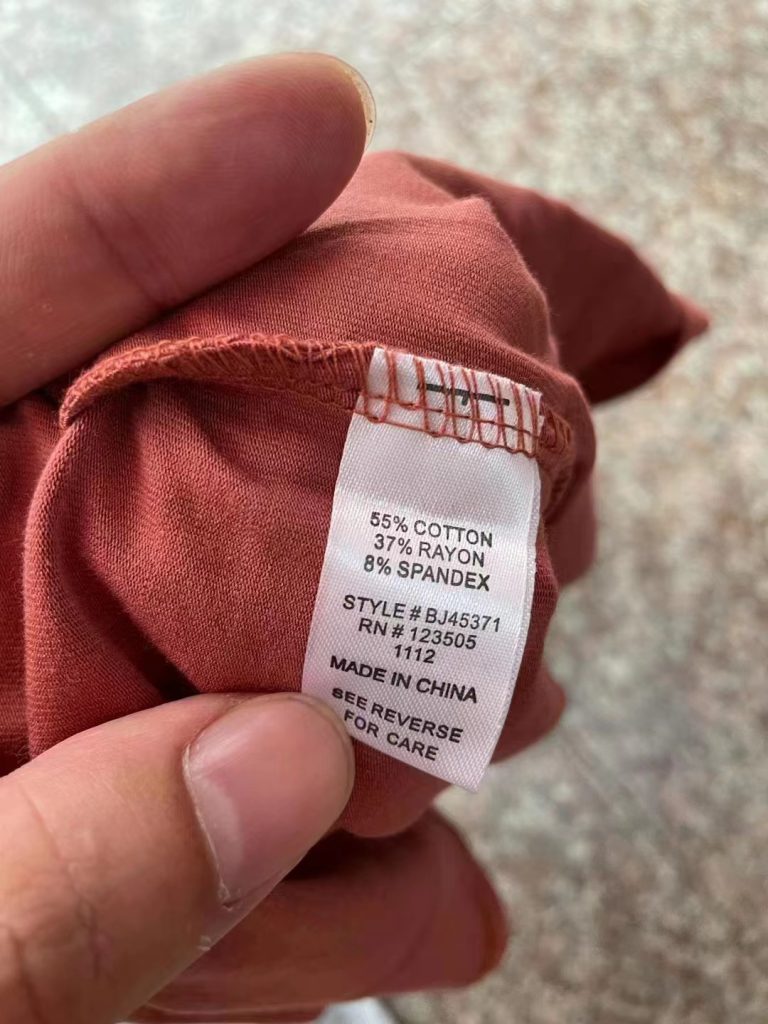 55% COTTON
37% RAYON
8% SPANDEX
STYLE # BJ45371
RN # 123505
1112
MADE IN CHINA
SEE REVERSE
FOR CARE